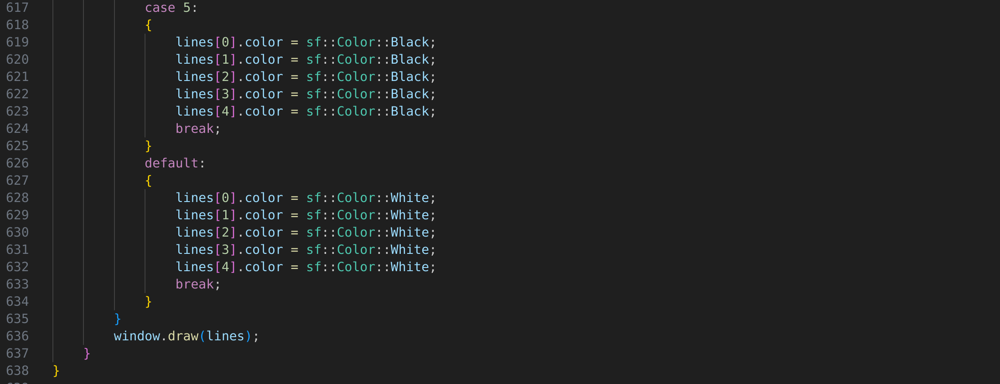 617 case 5:
618 {
619 lines[0].color = sf::Color::Black;
620 lines[1].color = sf::Color::Black;
621 lines[2].color = sf::Color::Black;
622 lines[3].color = sf::Color::Black;
623 lines[4].color = sf::Color::Black;
624 break;
625 }
626 default:
627 {
628 lines[0].color = sf::Color::White;
629 lines[1].color = sf::Color::White;
630 lines[2].color = sf::Color::White;
631 lines[3].color = sf::Color::White;
632 lines[4].color = sf::Color::White;
633 break;
634 }
635 }
636 window.draw(lines);
637 }
638 }